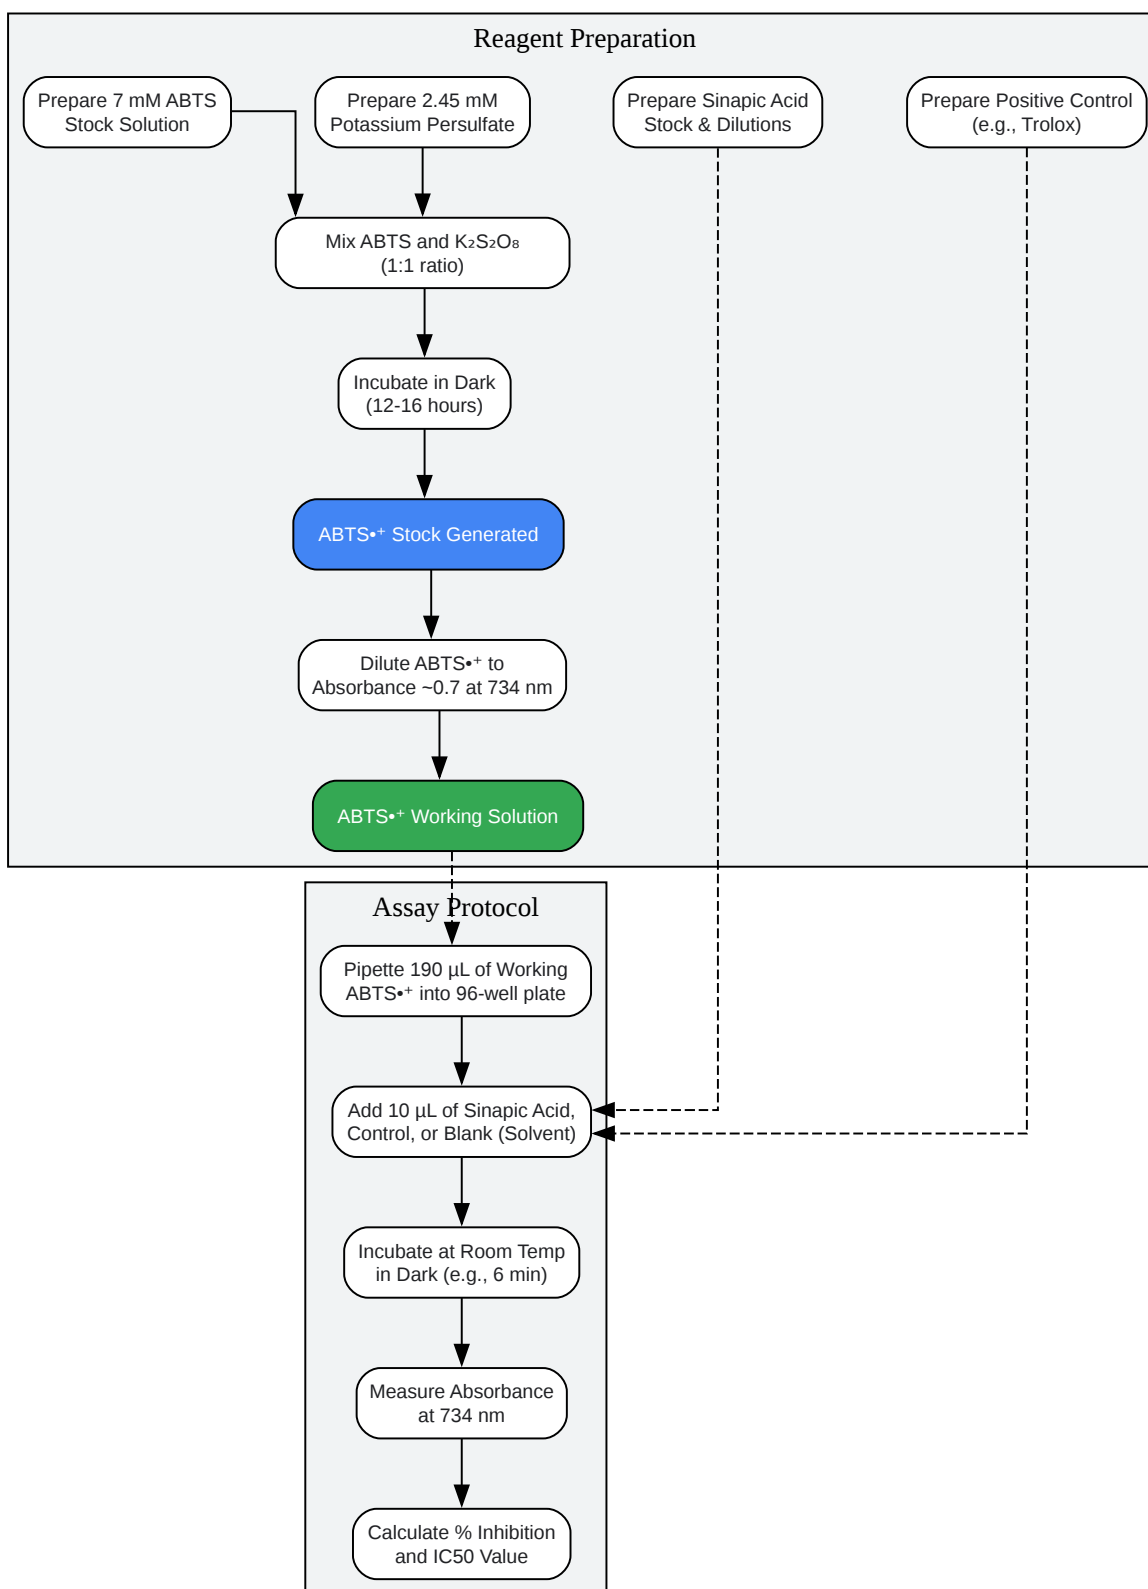 Reagent Preparation
Prepare 7 mM ABTS
Stock Solution
Prepare 2.45 mM
Potassium Persulfate
Prepare Sinapic Acid
Stock & Dilutions
Prepare Positive Control
(e.g., Trolox)
Mix ABTS and K₂S₂O₈
(1:1 ratio)
Incubate in Dark
(12-16 hours)
ABTS•⁺ Stock Generated
Dilute ABTS•⁺ to
Absorbance ~0.7 at 734 nm
ABTS•⁺ Working Solution
Assay Protocol
Pipette 190 µL of Working
ABTS•⁺ into 96-well plate
Add 10 µL of Sinapic Acid,
Control, or Blank (Solvent)
Incubate at Room Temp
in Dark (e.g., 6 min)
Measure Absorbance
at 734 nm
Calculate % Inhibition
and IC50 Value